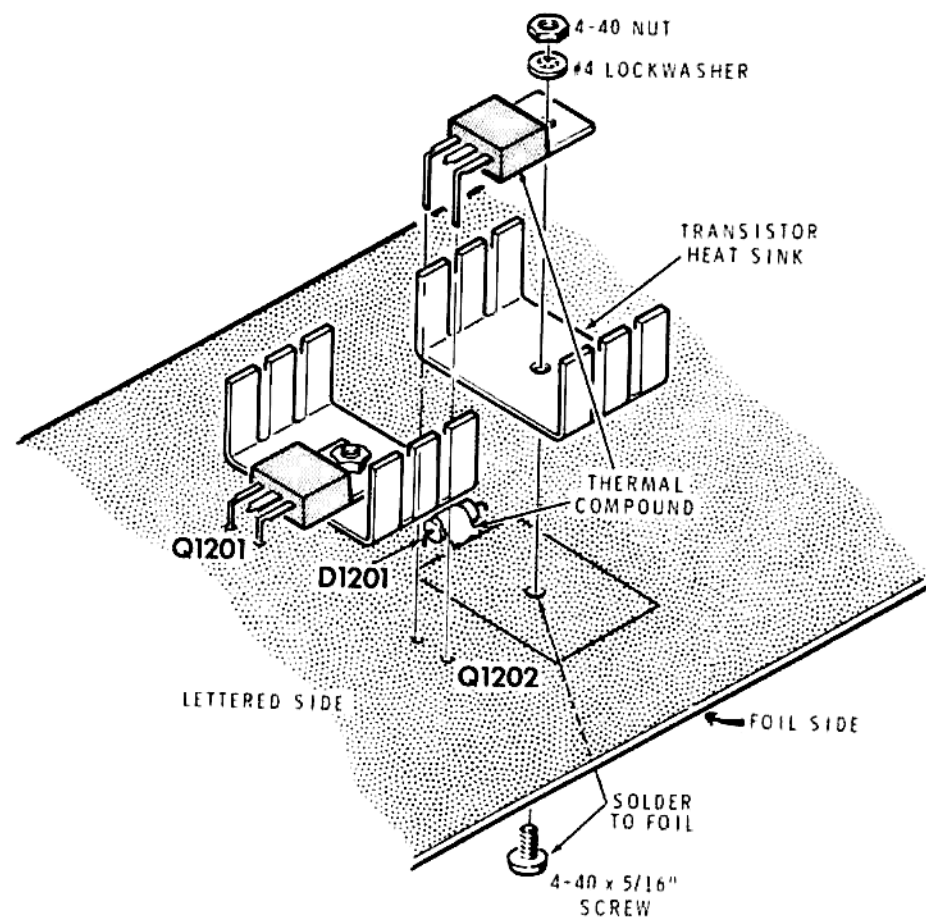 4-40 NUT
#4 LOCKWASHER
TRANSISTOR
HEAT SINK
THERMAL
COMPOUND
Q1201
D1201
Q1202
LETTERED SIDE
FOIL SIDE
SOLDER
TO FOIL
4-40 x 5/16"
SCREW